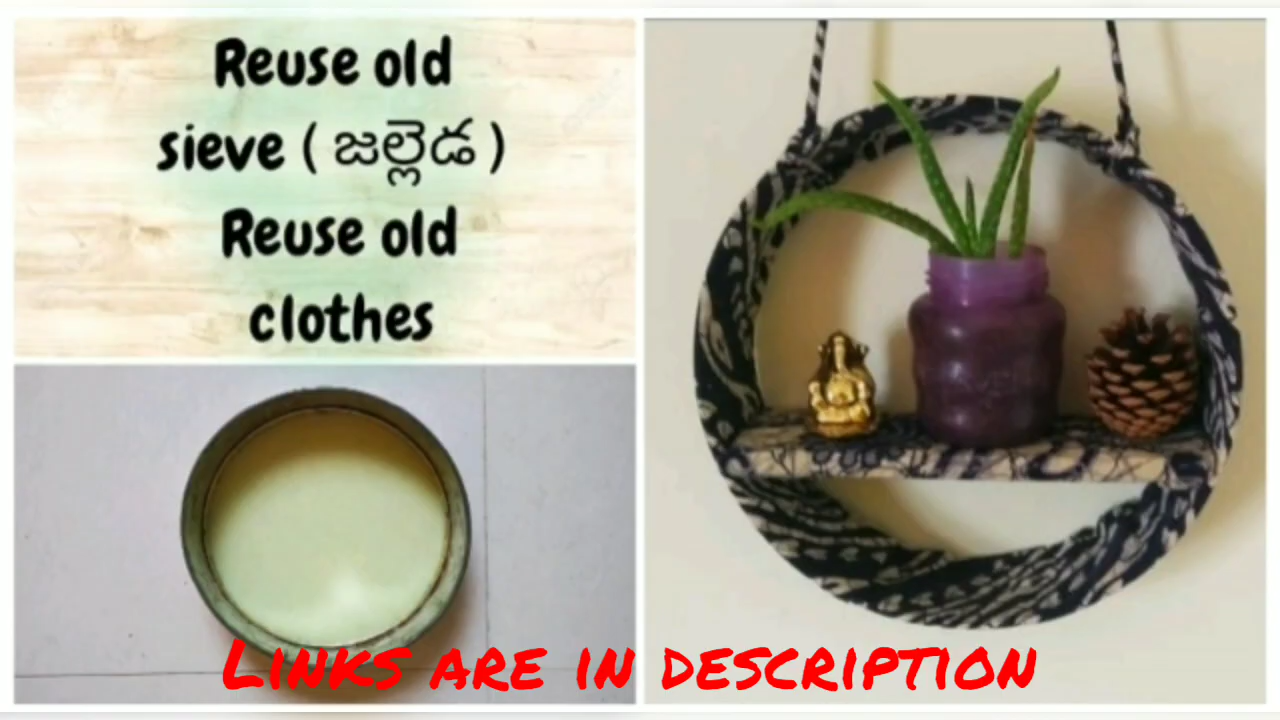 Reuse old
sieve ( జల్లెడ )
Reuse old
clothes
Links are in description